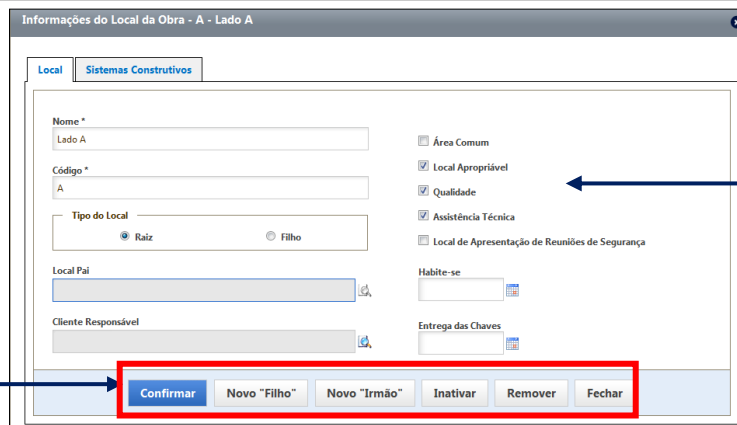 Informações do Local da Obra - A - Lado A
Local Sistemas Construtivos
Nome *
Lado A
Código *
A
Tipo do Local
Raiz Filho
Local Pai
Cliente Responsável
Área Comum
Local Apropriável
Qualidade
Assistência Técnica
Local de Apresentação de Reuniões de Segurança
Habite-se
Entrega das Chaves
Confirmar Novo "Filho" Novo "Irmão" Inativar Remover Fechar